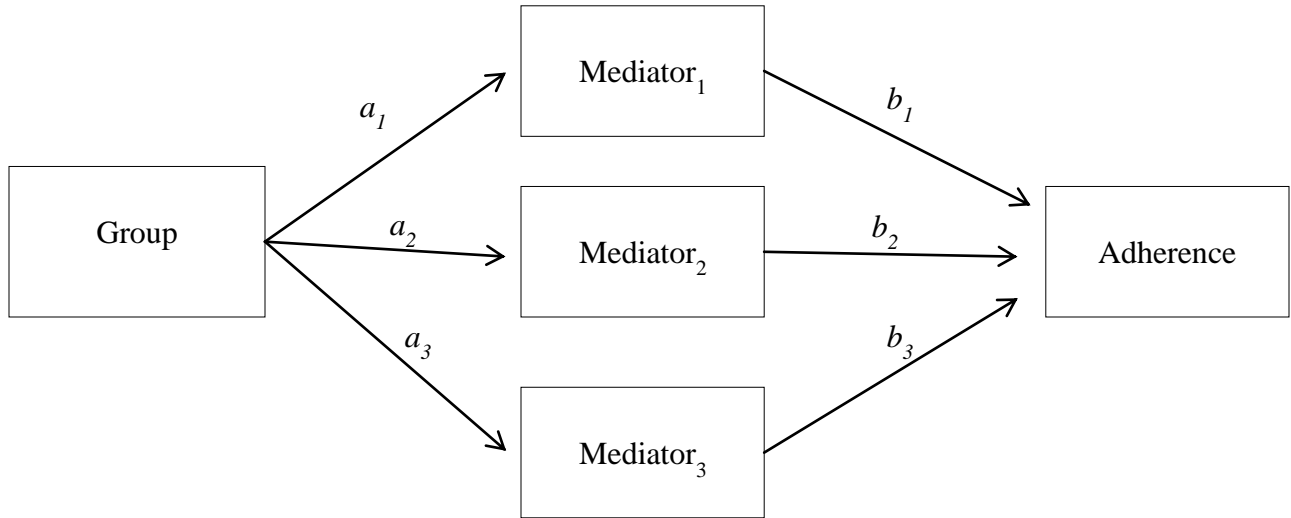 Mediator₁
a₁
b₁
Group
a₂
Mediator₂
b₂
Adherence
a₃
b₃
Mediator₃